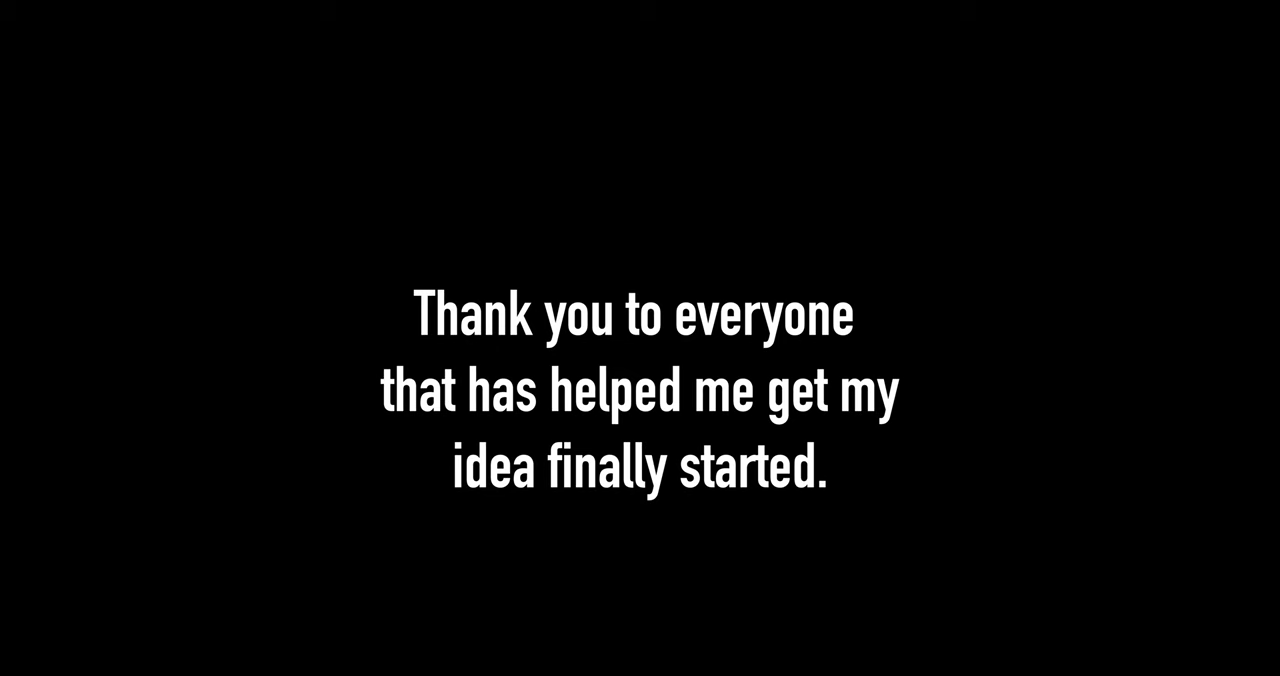 Thank you to everyone
that has helped me get my
idea finally started.